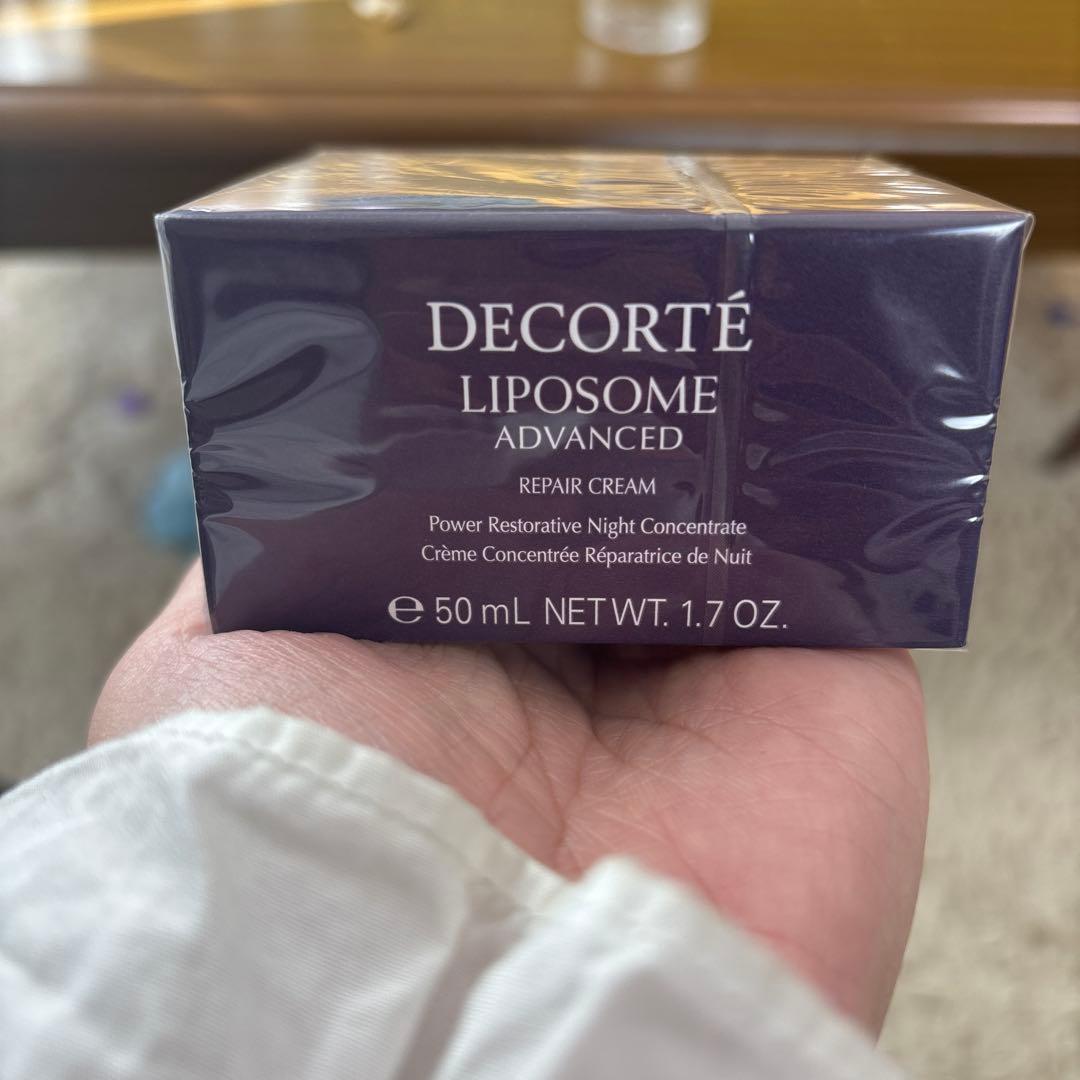 DECORTÉ
LIPOSOME
ADVANCED
REPAIR CREAM
Power Restorative Night Concentrate
Crème Concentrée Réparatrice de Nuit
℮ 50 mL NET WT. 1.7 OZ.